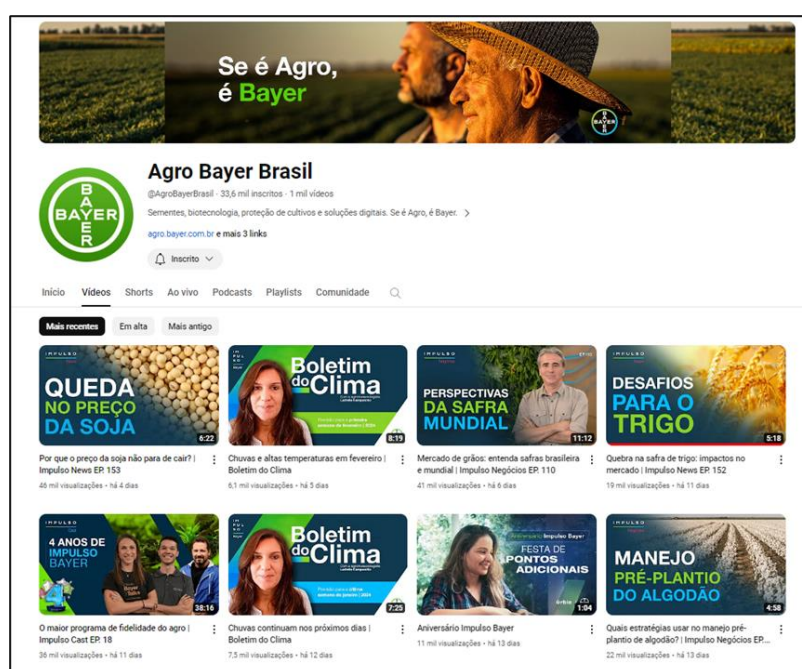 Se é Agro,
é Bayer
BAYER
BAYER
Agro Bayer Brasil
@AgroBayerBrasil · 33,6 mil inscritos · 1 mil vídeos
Sementes, biotecnologia, proteção de cultivos e soluções digitais. Se é Agro, é Bayer. >
agro.bayer.com.br e mais 3 links
Inscrito
BAYER
BAYER
Início Vídeos Shorts Ao vivo Podcasts Playlists Comunidade
Mais recentes Em alta Mais antigo
IMPULSO
QUEDA
NO PREÇO
DA SOJA
6:22
Boletim
do Clima
8:19
IMPULSO
PERSPECTIVAS
DA SAFRA
MUNDIAL
11:12
IMPULSO
DESAFIOS
PARA O
TRIGO
5:18
Por que o preço da soja não para de cair? |
Impulso News EP. 153
46 mil visualizações • há 4 dias
Chuvas e altas temperaturas em fevereiro |
Boletim do Clima
6,1 mil visualizações • há 5 dias
Mercado de grãos: entenda safras brasileira
e mundial | Impulso Negócios EP. 110
41 mil visualizações • há 6 dias
Quebra na safra de trigo: impactos no
mercado | Impulso News EP. 152
19 mil visualizações • há 11 dias
IMPULSO
4 ANOS DE
IMPULSO
BAYER
38:16
Boletim
do Clima
7:25
Aniversário Impulso Bayer
FESTA DE
PONTOS
ADICIONAIS
orbia
1:04
IMPULSO
MANEJO
PRÉ-PLANTIO
DO ALGODÃO
4:58
O maior programa de fidelidade do agro |
Impulso Cast EP. 18
36 mil visualizações • há 11 dias
Chuvas continuam nos próximos dias |
Boletim do Clima
7,5 mil visualizações • há 12 dias
Aniversário Impulso Bayer
11 mil visualizações • há 13 dias
Quais estratégias usar no manejo pré-
plantio de algodão? | Impulso Negócios EP...
22 mil visualizações • há 13 dias